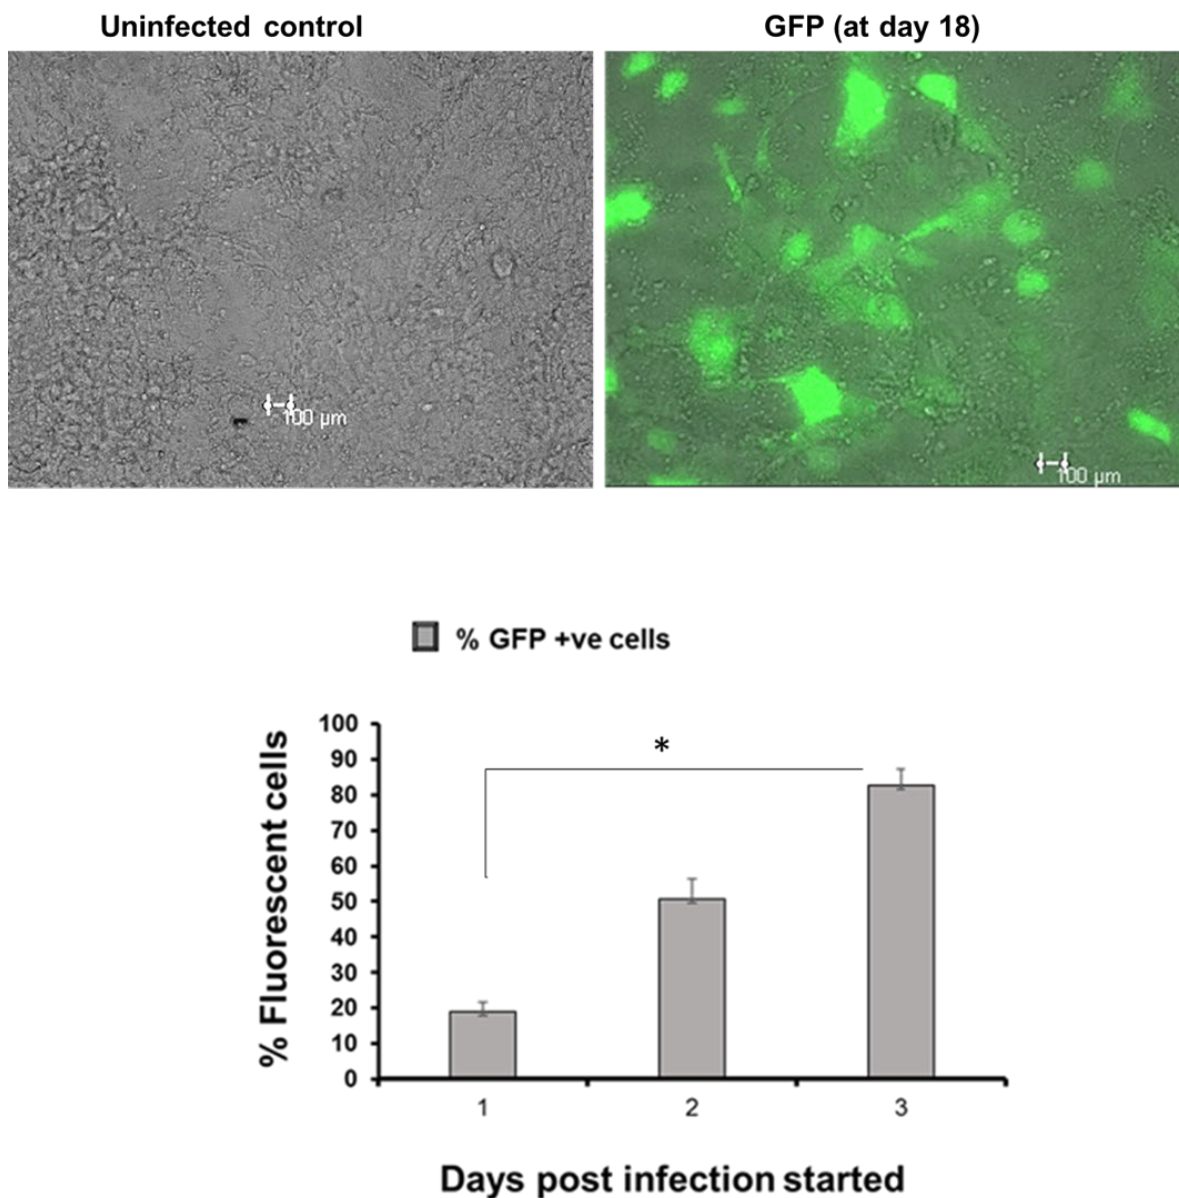 Uninfected control
GFP (at day 18)
100 µm
100 µm
% GFP +ve cells
% Fluorescent cells
100
90
80
70
60
50
40
30
20
10
0
*
1
2
3
Days post infection started